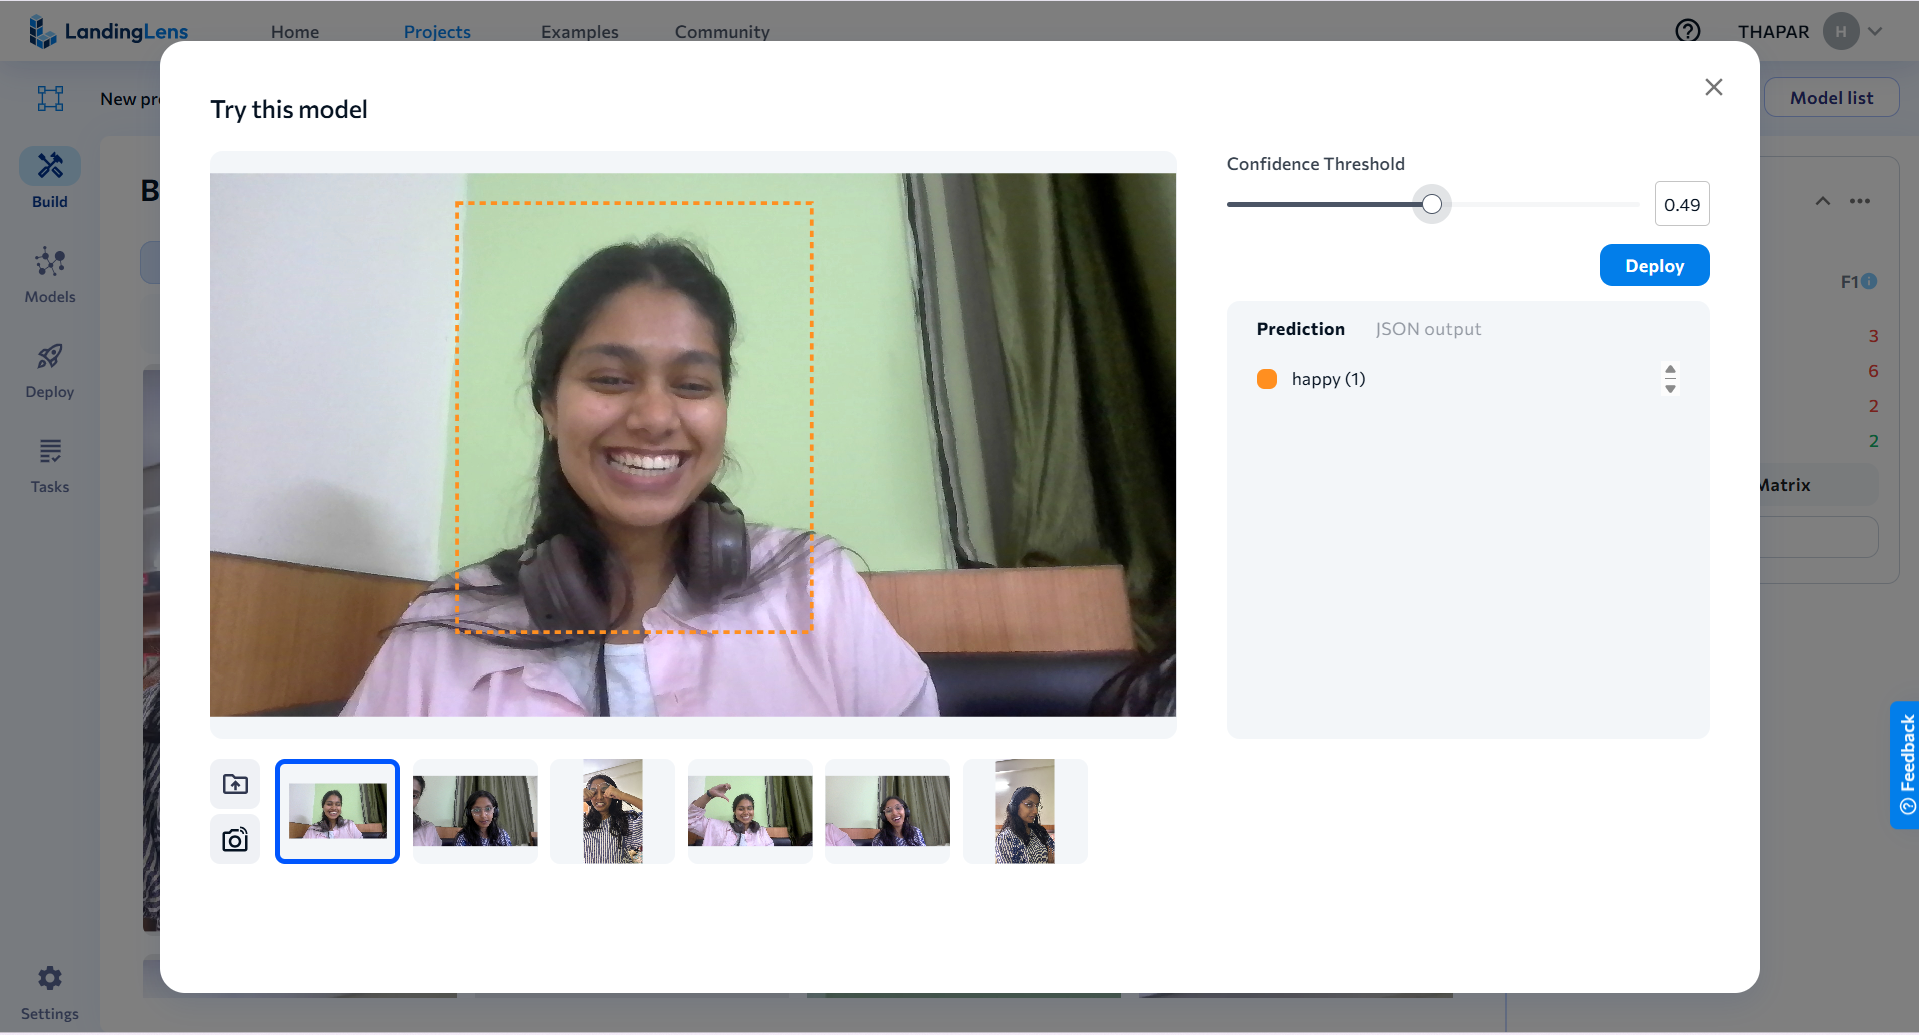 LandingLens
Home
Projects
Examples
Community
THAPAR
H
New pr
Model list
Try this model
Build
Models
Deploy
Tasks
Settings
B
Confidence Threshold
0.49
Deploy
Prediction
JSON output
happy (1)
F1
3
6
2
2
Matrix
Feedback